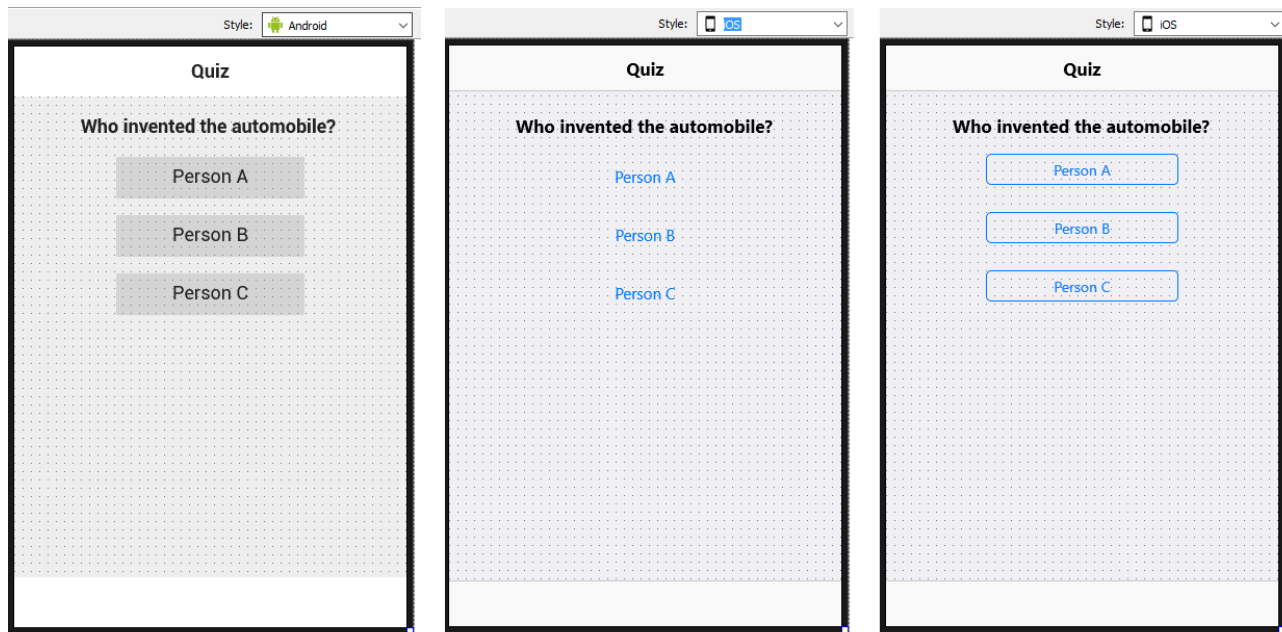 Style: Android
Quiz
Who invented the automobile?
Person A
Person B
Person C
Style: iOS
Quiz
Who invented the automobile?
Person A
Person B
Person C
Style: iOS
Quiz
Who invented the automobile?
Person A
Person B
Person C